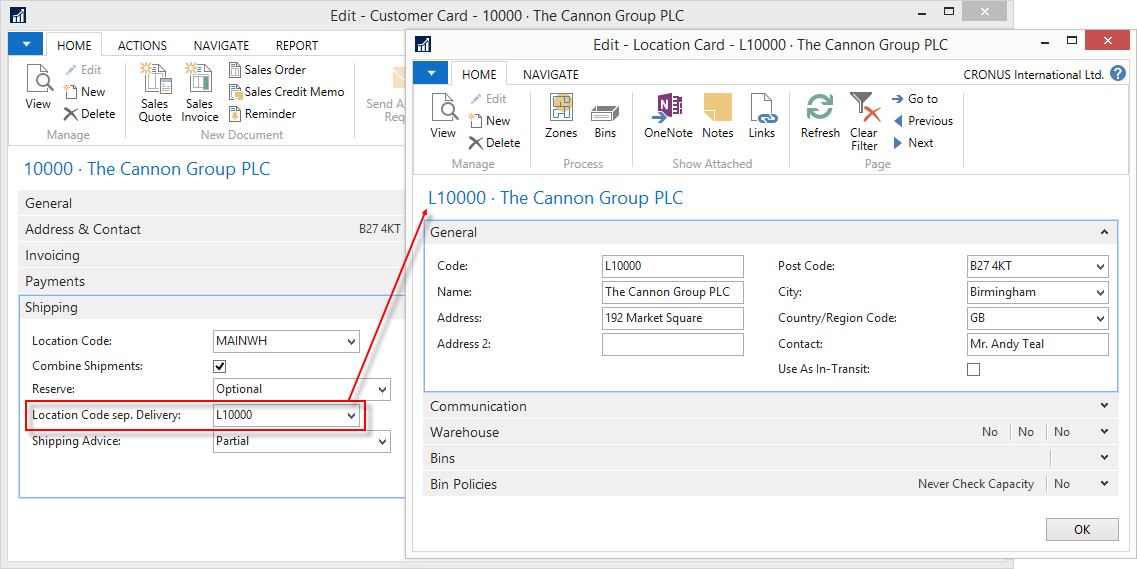 Edit - Customer Card - 10000 · The Cannon Group PLC
HOME ACTIONS NAVIGATE REPORT
View
Edit
New
Delete
Manage
Sales Quote
Sales Invoice
Sales Order
Sales Credit Memo
Reminder
New Document
Send A
Req
10000 · The Cannon Group PLC
General
Address & Contact B27 4KT
Invoicing
Payments
Shipping
Location Code: MAINWH
Combine Shipments:
Reserve: Optional
Location Code sep. Delivery: L10000
Shipping Advice: Partial
Edit - Location Card - L10000 · The Cannon Group PLC
HOME NAVIGATE
CRONUS International Ltd. ?
View
Edit
New
Delete
Manage
Zones
Bins
Process
OneNote
Notes
Links
Show Attached
Refresh
Clear Filter
Go to
Previous
Next
Page
L10000 · The Cannon Group PLC
General
Code: L10000
Name: The Cannon Group PLC
Address: 192 Market Square
Address 2:
Post Code: B27 4KT
City: Birmingham
Country/Region Code: GB
Contact: Mr. Andy Teal
Use As In-Transit:
Communication
Warehouse No No No
Bins
Bin Policies Never Check Capacity No
OK